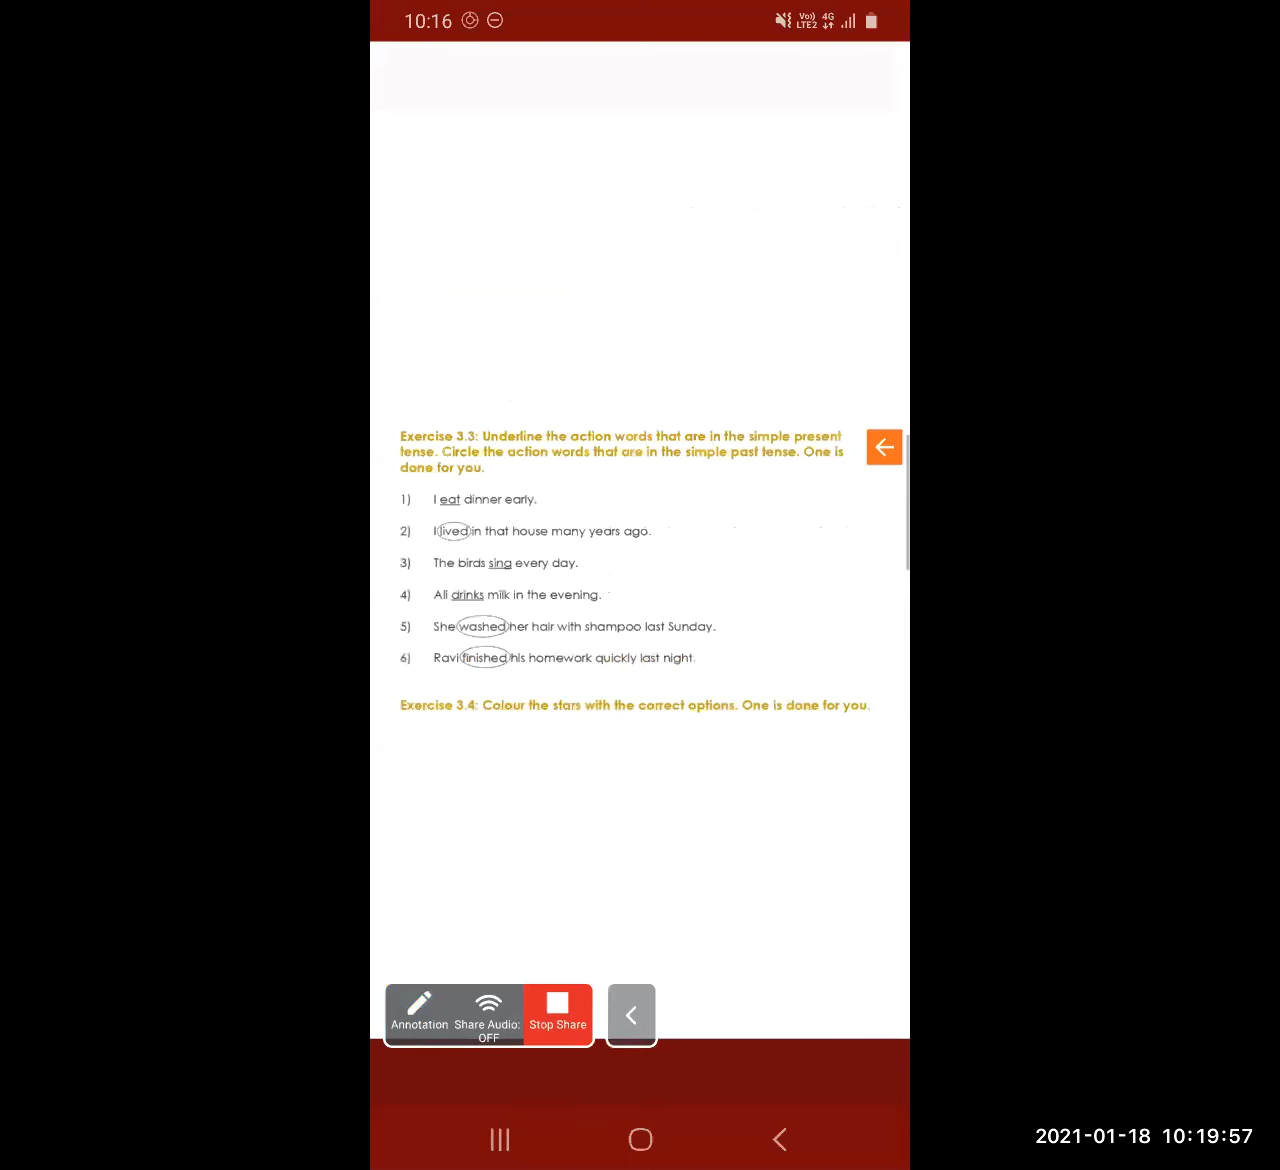 10:16
Vo))
LTE2
4G
Exercise 3.3: Underline the action words that are in the simple present
tense. Circle the action words that are in the simple past tense. One is
done for you.
1) I eat dinner early.
2) I lived in that house many years ago.
3) The birds sing every day.
4) Ali drinks milk in the evening.
5) She washed her hair with shampoo last Sunday.
6) Ravi finished his homework quickly last night.
Exercise 3.4: Colour the stars with the correct options. One is done for you.
Annotation
Share Audio:
OFF
Stop Share
2021-01-18 10:19:57